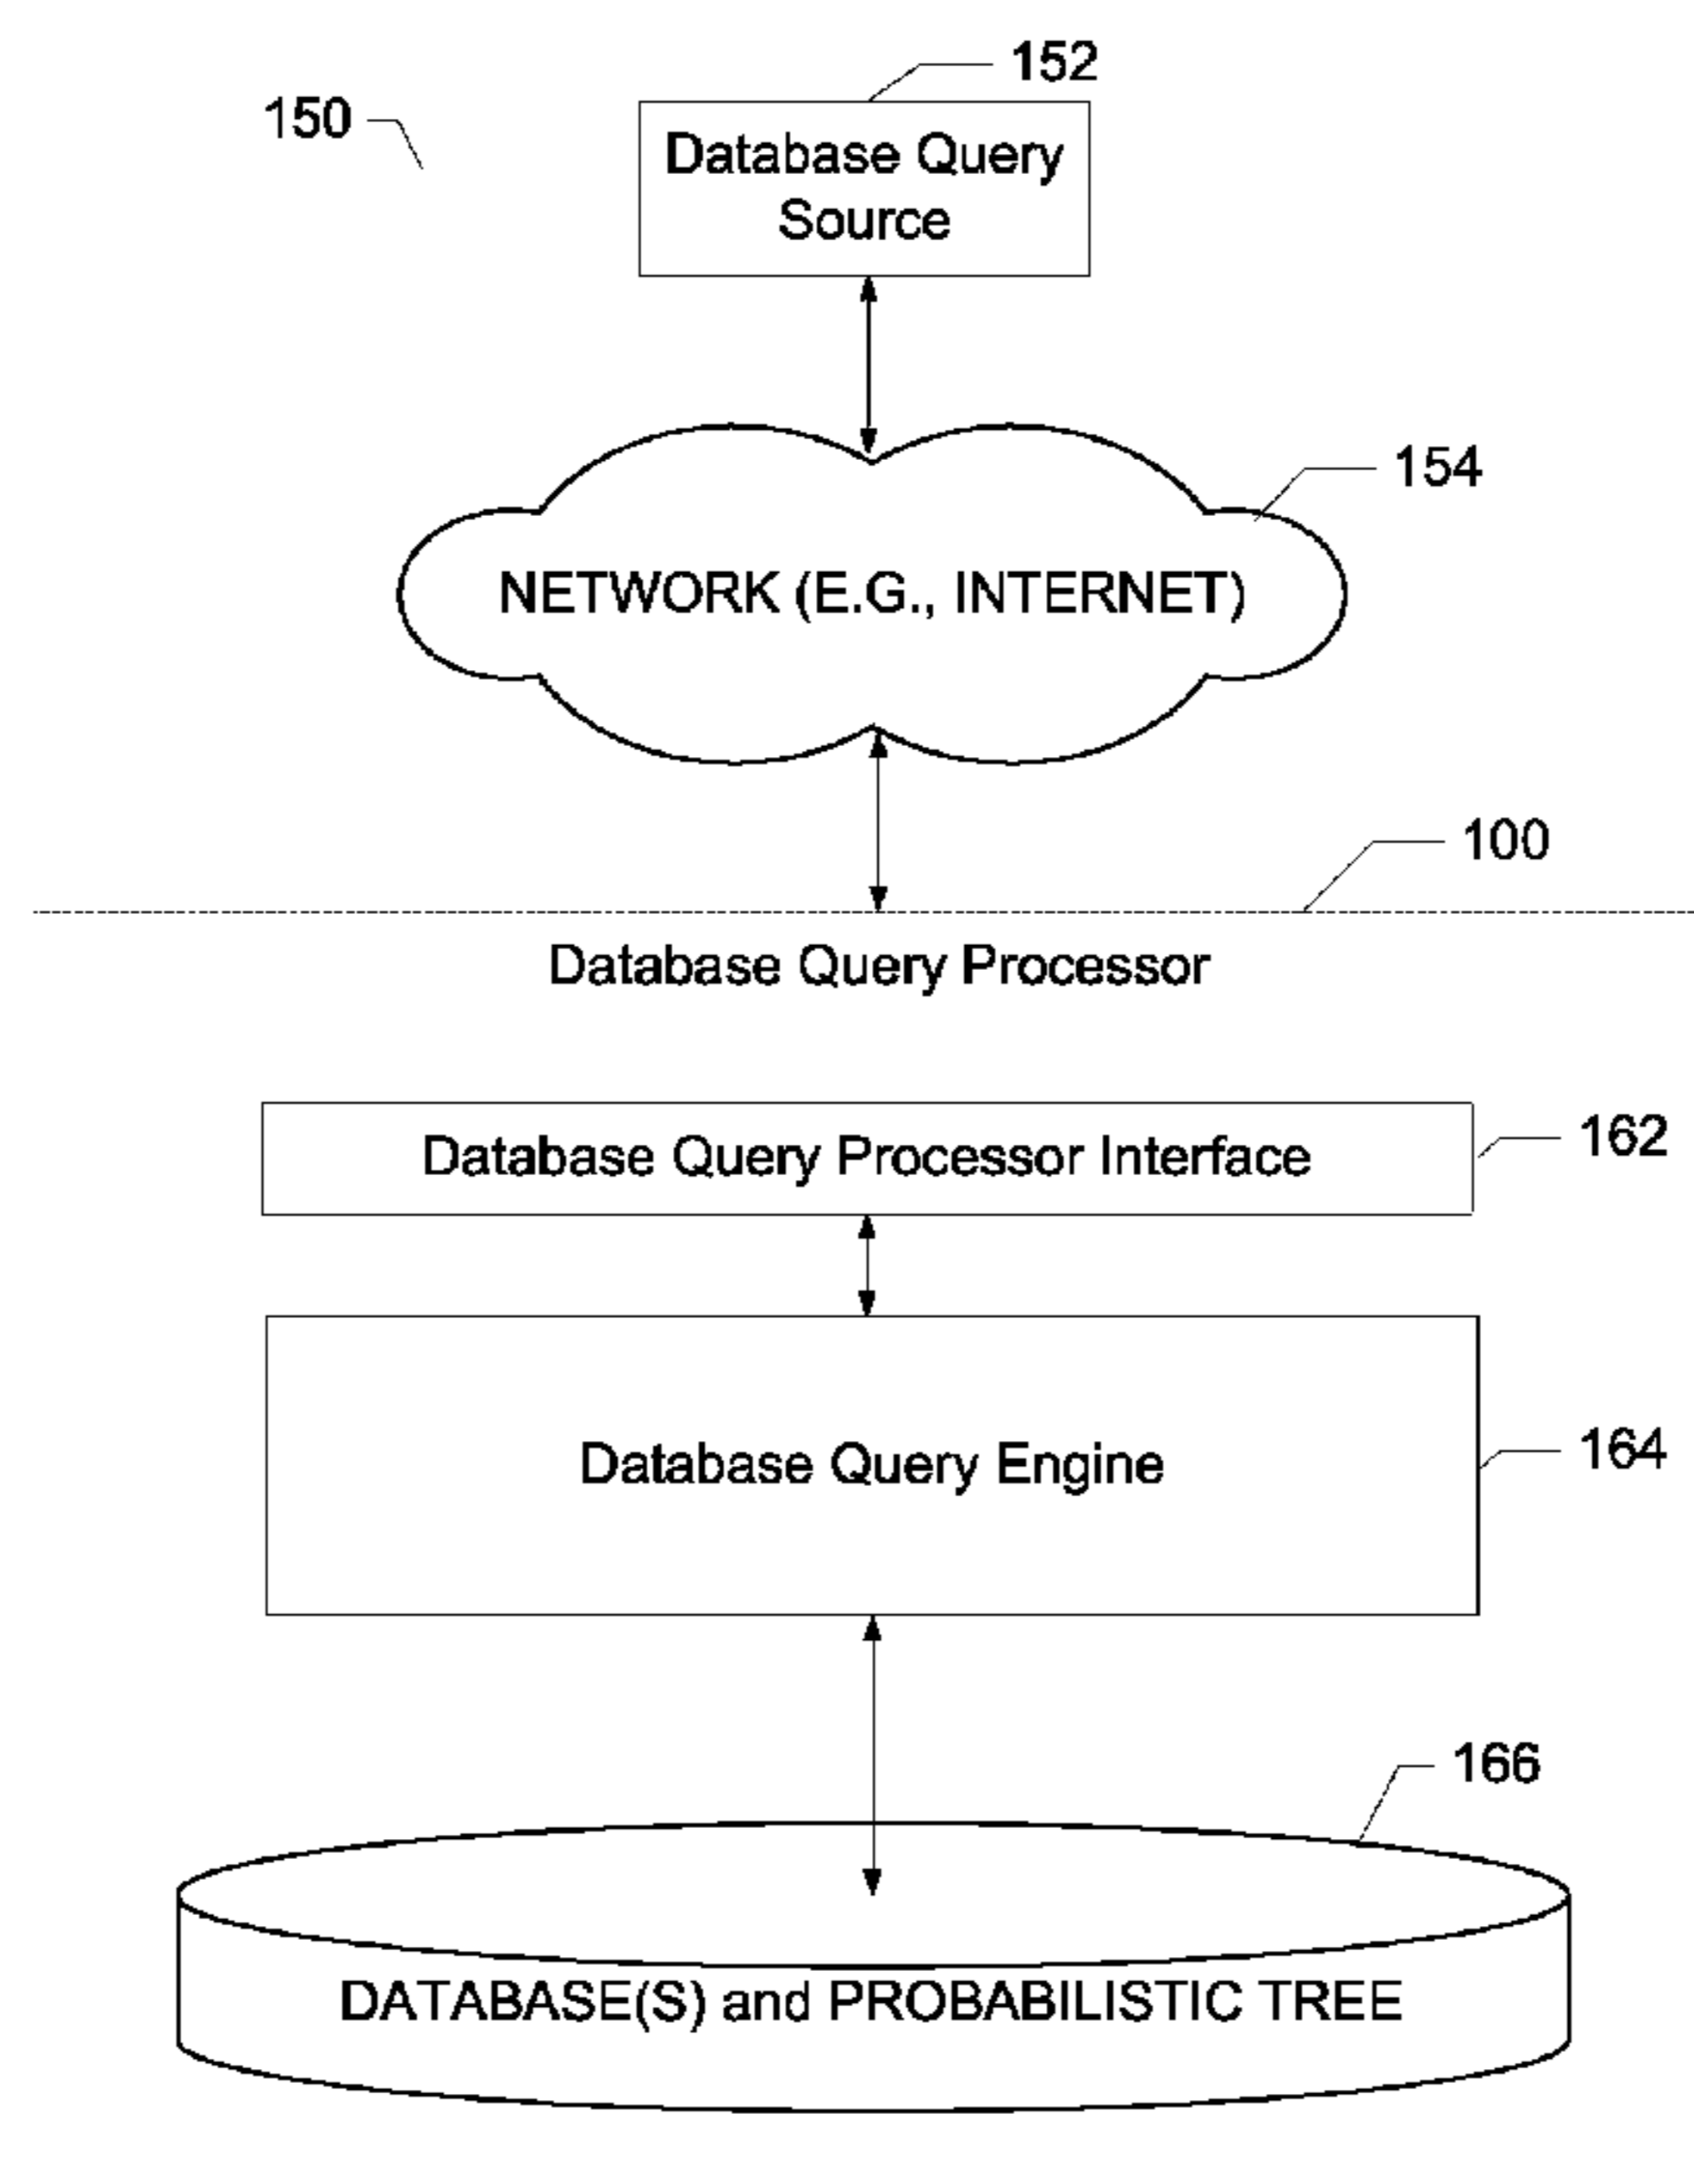 152
150
Database Query
Source
154
NETWORK (E.G., INTERNET)
100
Database Query Processor
162
Database Query Processor Interface
164
Database Query Engine
166
DATABASE(S) and PROBABILISTIC TREE